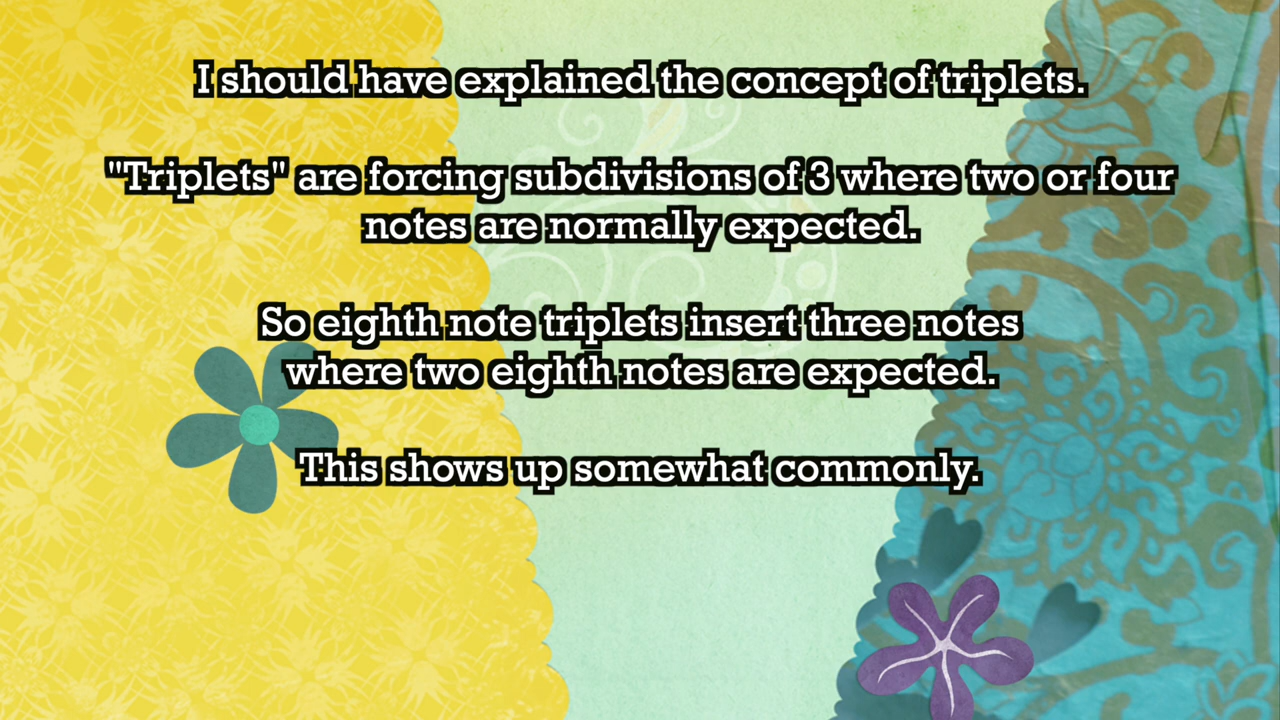 I should have explained the concept of triplets.
"Triplets" are forcing subdivisions of 3 where two or four
notes are normally expected.
So eighth note triplets insert three notes
where two eighth notes are expected.
This shows up somewhat commonly.